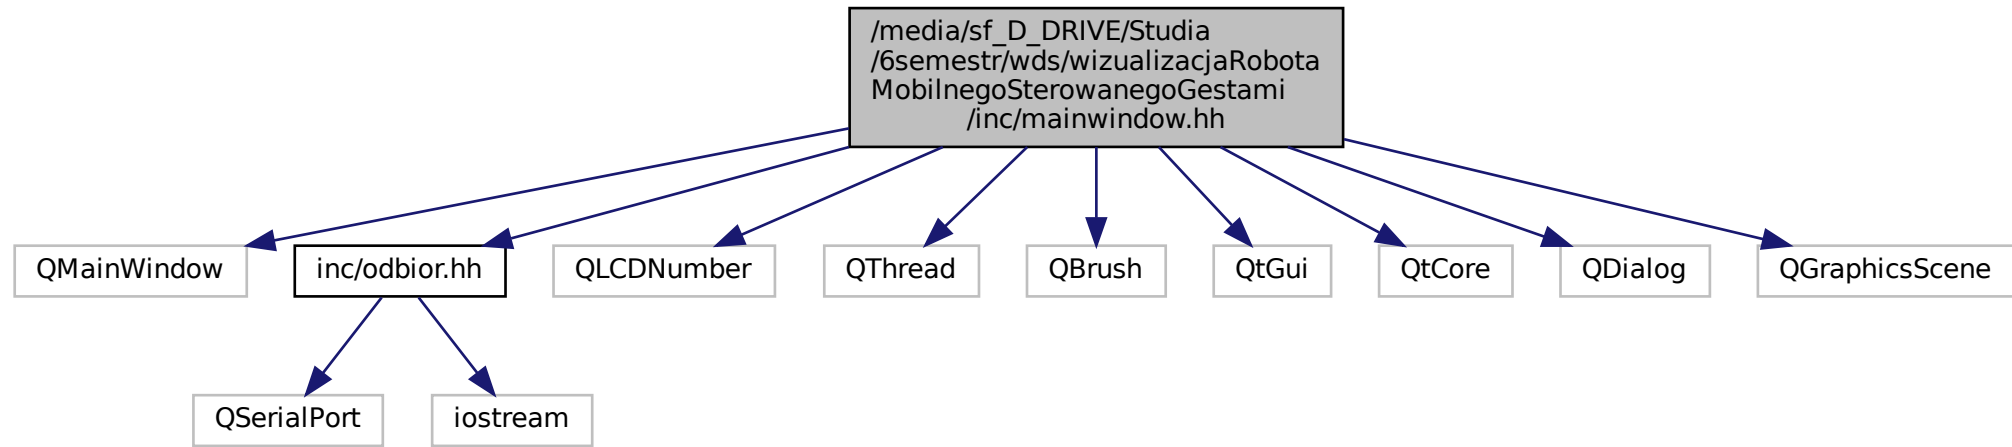 /media/sf_D_DRIVE/Studia
/6semestr/wds/wizualizacjaRobota
MobilnegoSterowanegoGestami
/inc/mainwindow.hh
QMainWindow
inc/odbior.hh
QLCDNumber
QThread
QBrush
QtGui
QtCore
QDialog
QGraphicsScene
QSerialPort
iostream